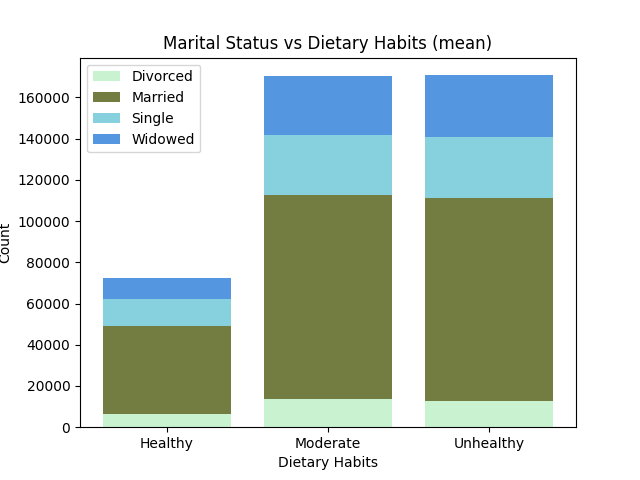 Marital Status vs Dietary Habits (mean)
Divorced
Married
Single
Widowed
160000
140000
120000
100000
80000
60000
40000
20000
0
Count
Healthy
Moderate
Unhealthy
Dietary Habits